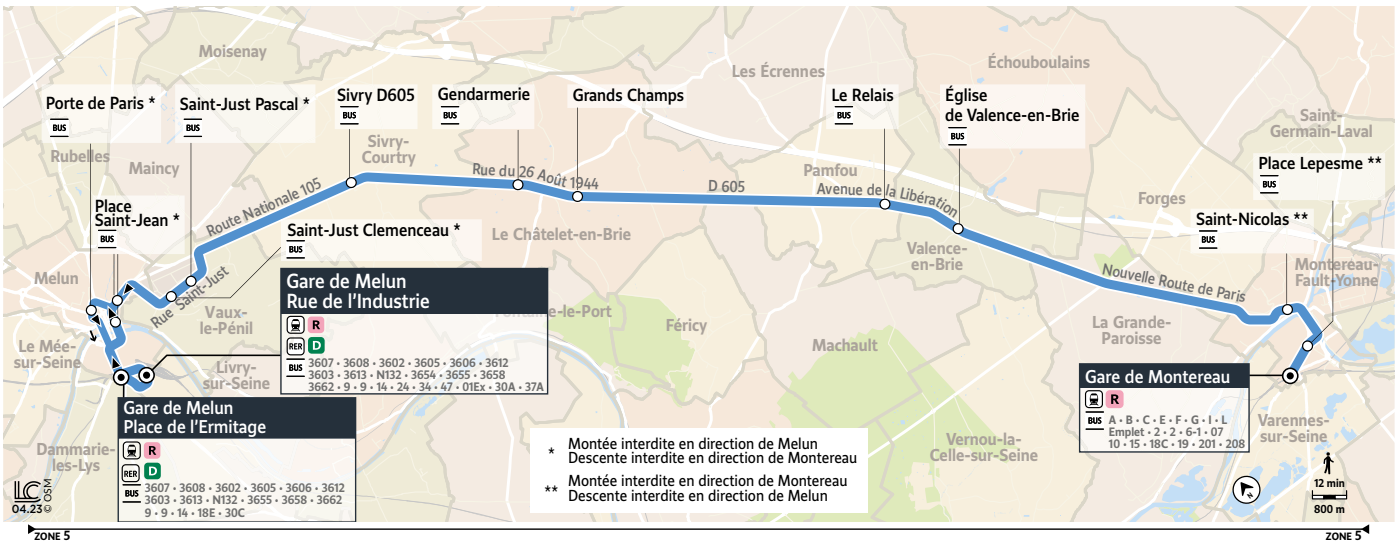 Moisenay
Les Écrennes
Échouboulains
Porte de Paris *
BUS
Saint-Just Pascal *
BUS
Sivry D605
BUS
Gendarmerie
BUS
Grands Champs
Le Relais
BUS
Église
de Valence-en-Brie
BUS
Saint-
Germain-Laval
Rubelles
Maincy
Sivry-
Courtry
Rue du 26 Août 1944
D 605
Pamfou
Avenue de la Libération
Place Lepesme **
BUS
Forges
Place
Saint-Jean *
BUS
Route Nationale 105
Saint-Just Clemenceau *
BUS
Le Châtelet-en-Brie
Saint-Nicolas **
BUS
Valence-
en-Brie
Montereau-
Fault-Yonne
Melun
Rue Saint-Just
Nouvelle Route de Paris
Vaux-
le-Pénil
Gare de Melun
Rue de l'Industrie
R
RER D
BUS
3607 • 3608 • 3602 • 3605 • 3606 • 3612
3603 • 3613 • N132 • 3654 • 3655 • 3658
3662 • 9 • 9 • 14 • 24 • 34 • 47 • 01Ex • 30A • 37A
Fontaine-le-Port
Féricy
Machault
La Grande-
Paroisse
Le Mée-
sur-Seine
Livry-
sur-Seine
Gare de Montereau
R
BUS
A • B • C • E • F • G • I • L
Emplet • 2 • 2 • 6-1 • 07
10 • 15 • 18C • 19 • 201 • 208
Varennes-
sur-Seine
Gare de Melun
Place de l'Ermitage
R
RER D
BUS
3607 • 3608 • 3602 • 3605 • 3606 • 3612
3603 • 3613 • N132 • 3655 • 3658 • 3662
9 • 9 • 14 • 18E • 30C
Dammarie-
les-Lys
Vernou-la-
Celle-sur-Seine
* Montée interdite en direction de Melun
Descente interdite en direction de Montereau
** Montée interdite en direction de Montereau
Descente interdite en direction de Melun
LC
04.23 © OSM
N
12 min
800 m
ZONE 5
ZONE 5